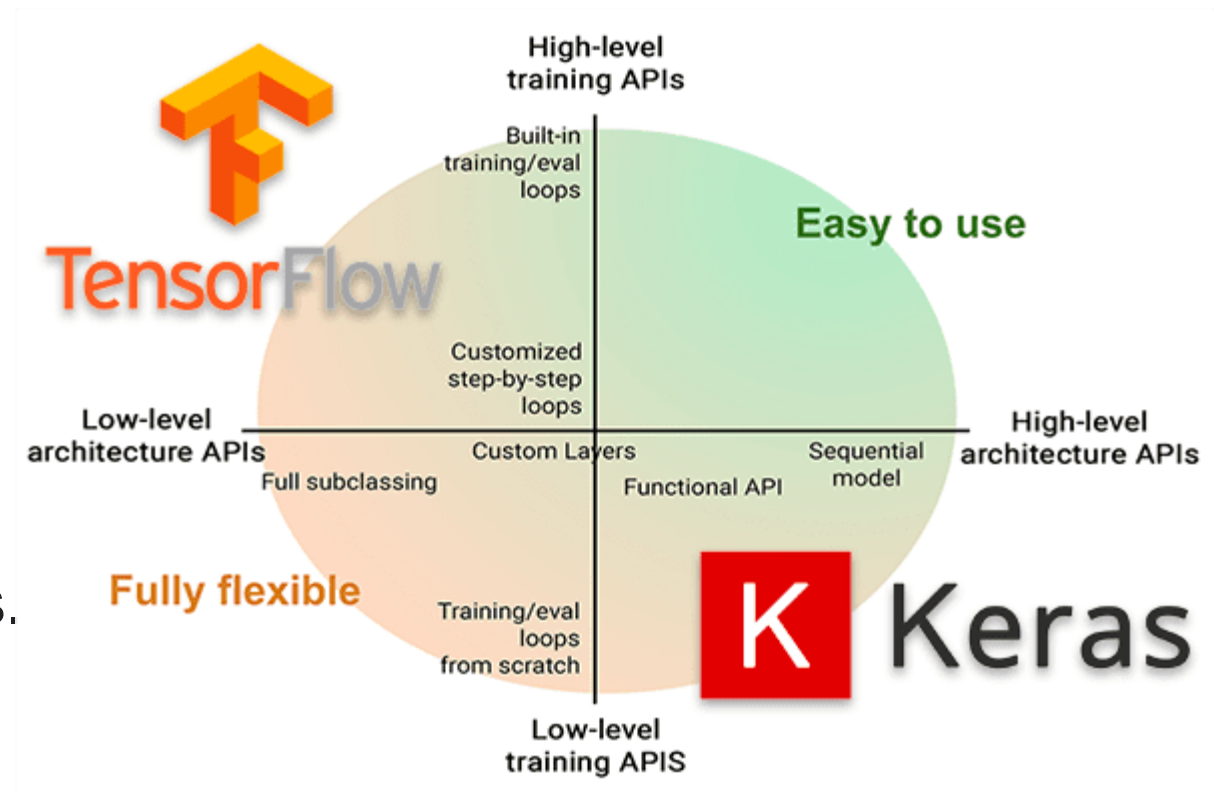 High-level
training APIs
Built-in
training/eval
loops
Easy to use
TensorFlow
Customized
step-by-step
loops
Low-level
architecture APIs
High-level
architecture APIs
Custom Layers
Sequential
model
Full subclassing
Functional API
Fully flexible
s.
Training/eval
loops
from scratch
K Keras
Low-level
training APIS